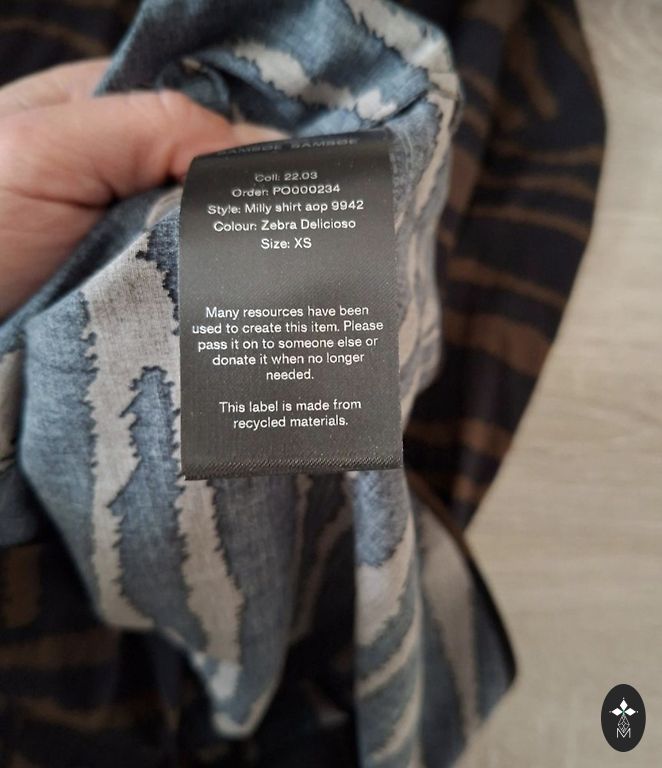 SAMSOE SAMSOE
Coll: 22.03
Order: PO000234
Style: Milly shirt aop 9942
Colour: Zebra Delicioso
Size: XS
Many resources have been
used to create this item. Please
pass it on to someone else or
donate it when no longer
needed.
This label is made from
recycled materials.
M